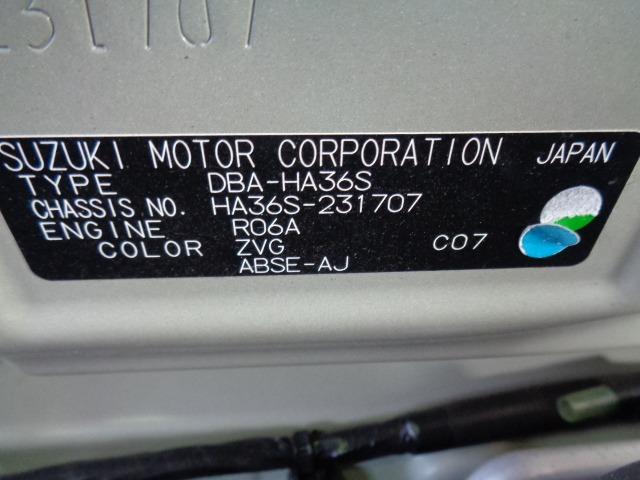 231707
SUZUKI MOTOR CORPORATION JAPAN
TYPE DBA-HA36S
CHASSIS NO. HA36S-231707
ENGINE R06A
COLOR ZVG C07
ABSE-AJ